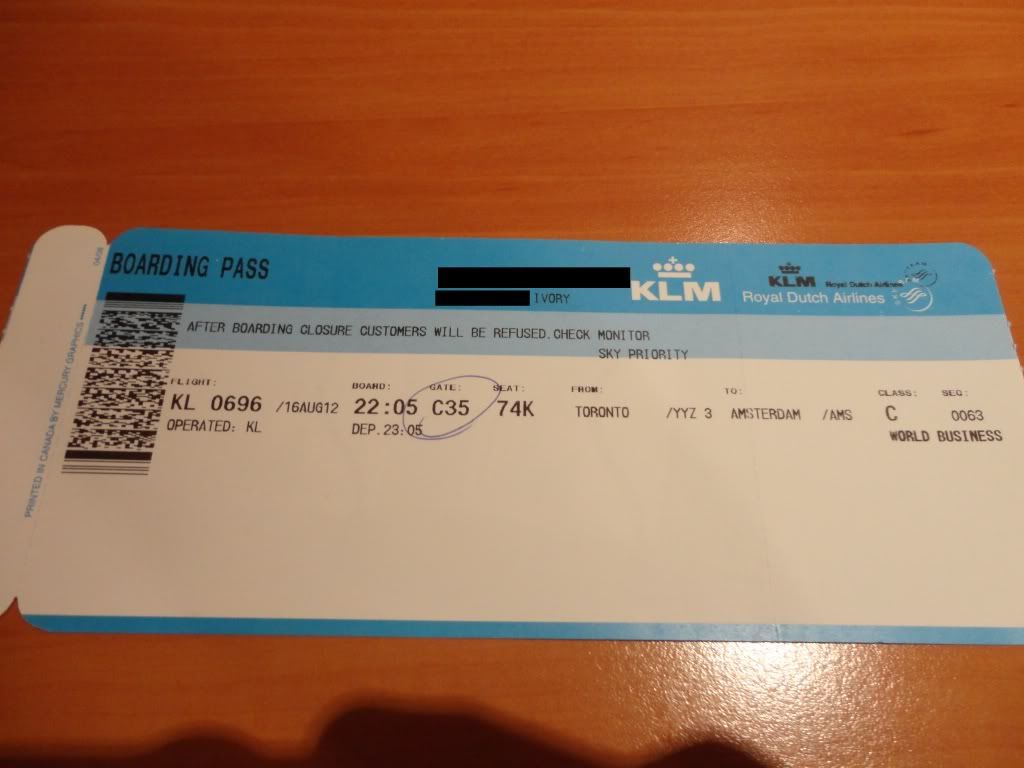 BOARDING PASS
IVORY
KLM
Royal Dutch Airlines
KLM Royal Dutch Airlines
AFTER BOARDING CLOSURE CUSTOMERS WILL BE REFUSED.CHECK MONITOR
SKY PRIORITY
FLIGHT: BOARD: GATE: SEAT: FROM: TO: CLASS: SEQ:
KL 0696 /16AUG12 22:05 C35 74K TORONTO /YYZ 3 AMSTERDAM /AMS C 0063
OPERATED: KL DEP.23:05 WORLD BUSINESS
PRINTED IN CANADA BY MERCURY GRAPHICS